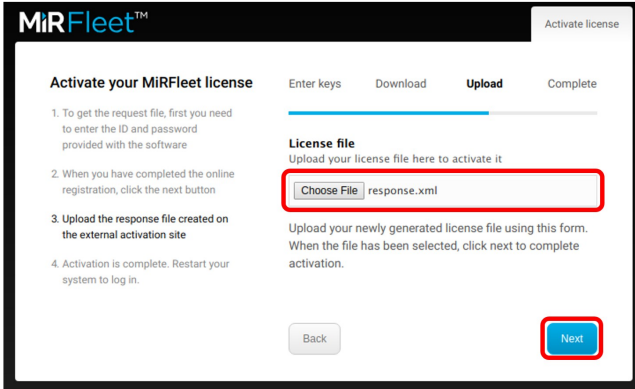 MiRFleet™
Activate license
Activate your MiRFleet license
1. To get the request file, first you need
to enter the ID and password
provided with the software
2. When you have completed the online
registration, click the next button
3. Upload the response file created on
the external activation site
4. Activation is complete. Restart your
system to log in.
Enter keys Download Upload Complete
License file
Upload your license file here to activate it
Choose File response.xml
Upload your newly generated license file using this form.
When the file has been selected, click next to complete
activation.
Back
Next